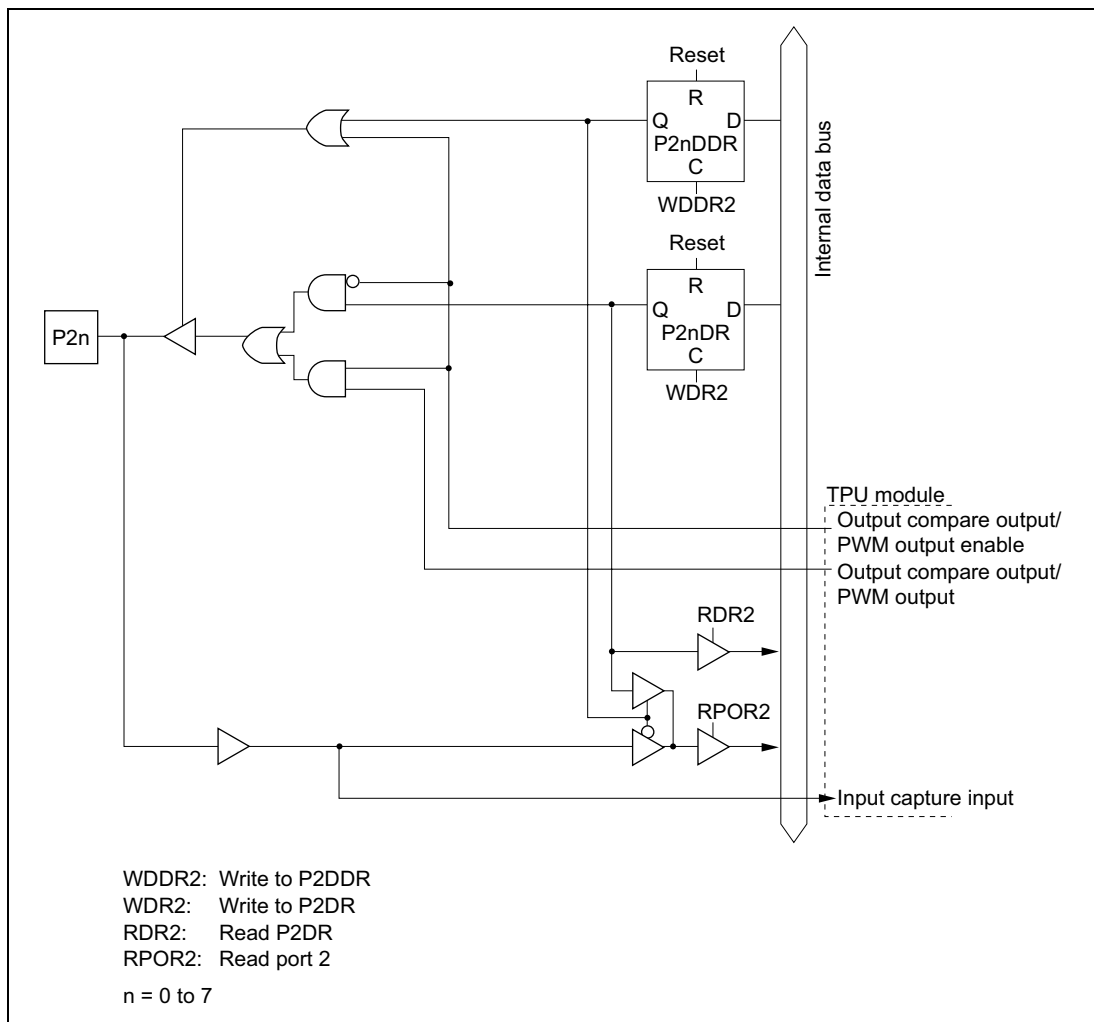 Reset
R
Q D
P2nDDR
C
WDDR2
Internal data bus
Reset
R
Q D
P2nDR
C
WDR2
P2n
TPU module
Output compare output/
PWM output enable
Output compare output/
PWM output
RDR2
RPOR2
Input capture input
WDDR2: Write to P2DDR
WDR2: Write to P2DR
RDR2: Read P2DR
RPOR2: Read port 2
n = 0 to 7